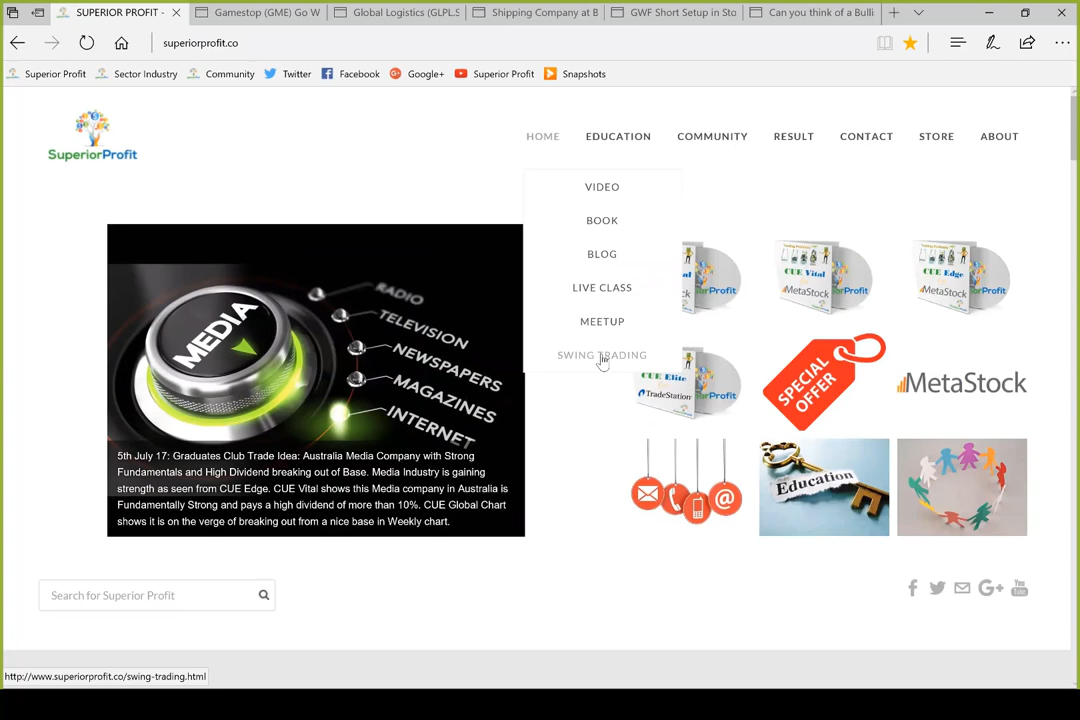 SUPERIOR PROFIT -
Gamestop (GME) Go W
Global Logistics (GLPL.S
Shipping Company at B
GWF Short Setup in Sto
Can you think of a Bulli
superiorprofit.co
Superior Profit
Sector Industry
Community
Twitter
Facebook
Google+
Superior Profit
Snapshots
SuperiorProfit
HOME
EDUCATION
COMMUNITY
RESULT
CONTACT
STORE
ABOUT
VIDEO
BOOK
BLOG
LIVE CLASS
MEETUP
SWING TRADING
MEDIA
RADIO
TELEVISION
NEWSPAPERS
MAGAZINES
INTERNET
5th July 17: Graduates Club Trade Idea: Australia Media Company with Strong
Fundamentals and High Dividend breaking out of Base. Media Industry is gaining
strength as seen from CUE Edge. CUE Vital shows this Media company in Australia is
Fundamentally Strong and pays a high dividend of more than 10%. CUE Global Chart
shows it is on the verge of breaking out from a nice base in Weekly chart.
CUE Vital
MetaStock
CUE Edge
MetaStock
CUE Elite
TradeStation
SPECIAL
OFFER
MetaStock
Education
Search for Superior Profit
G+
You
Tube
http://www.superiorprofit.co/swing-trading.html